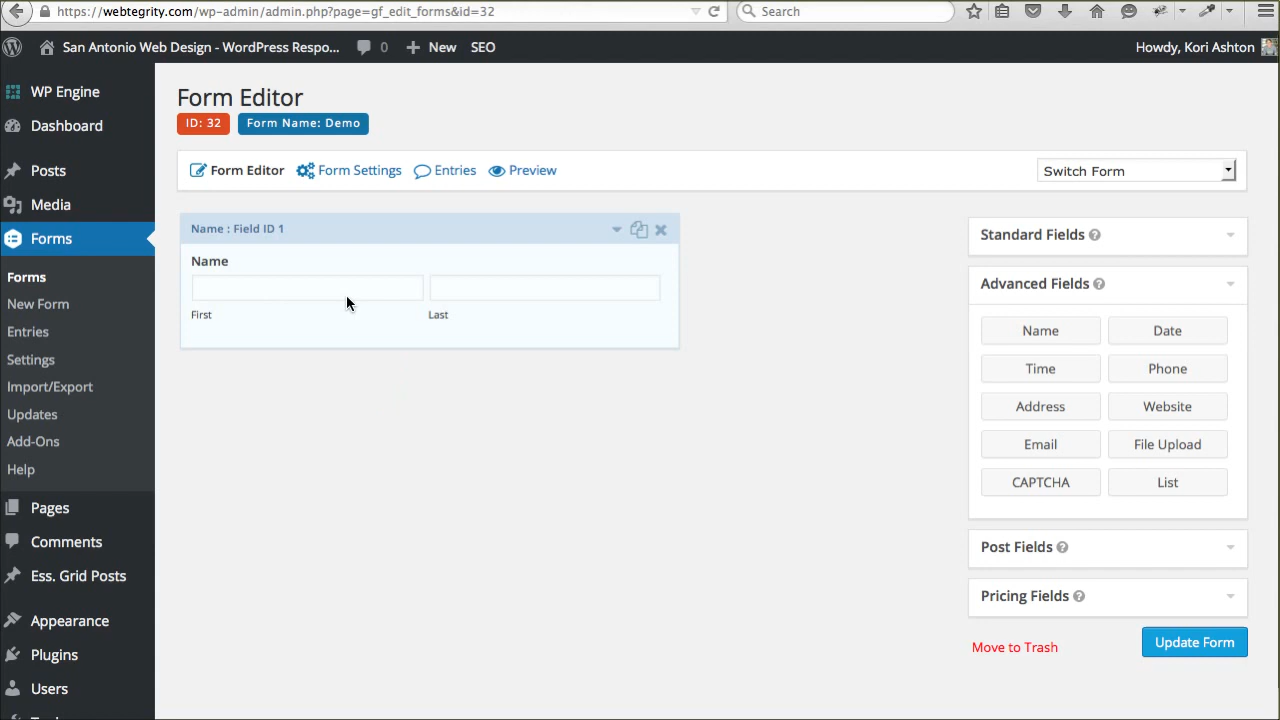 https://webtegrity.com/wp-admin/admin.php?page=gf_edit_forms&id=32
Search
San Antonio Web Design - WordPress Respo...
0
New
SEO
Howdy, Kori Ashton
WP Engine
Dashboard
Posts
Media
Forms
Forms
New Form
Entries
Settings
Import/Export
Updates
Add-Ons
Help
Pages
Comments
Ess. Grid Posts
Appearance
Plugins
Users
Form Editor
ID: 32
Form Name: Demo
Form Editor
Form Settings
Entries
Preview
Switch Form
Name : Field ID 1
Name
First
Last
Standard Fields ?
Advanced Fields ?
Name
Date
Time
Phone
Address
Website
Email
File Upload
CAPTCHA
List
Post Fields ?
Pricing Fields ?
Move to Trash
Update Form